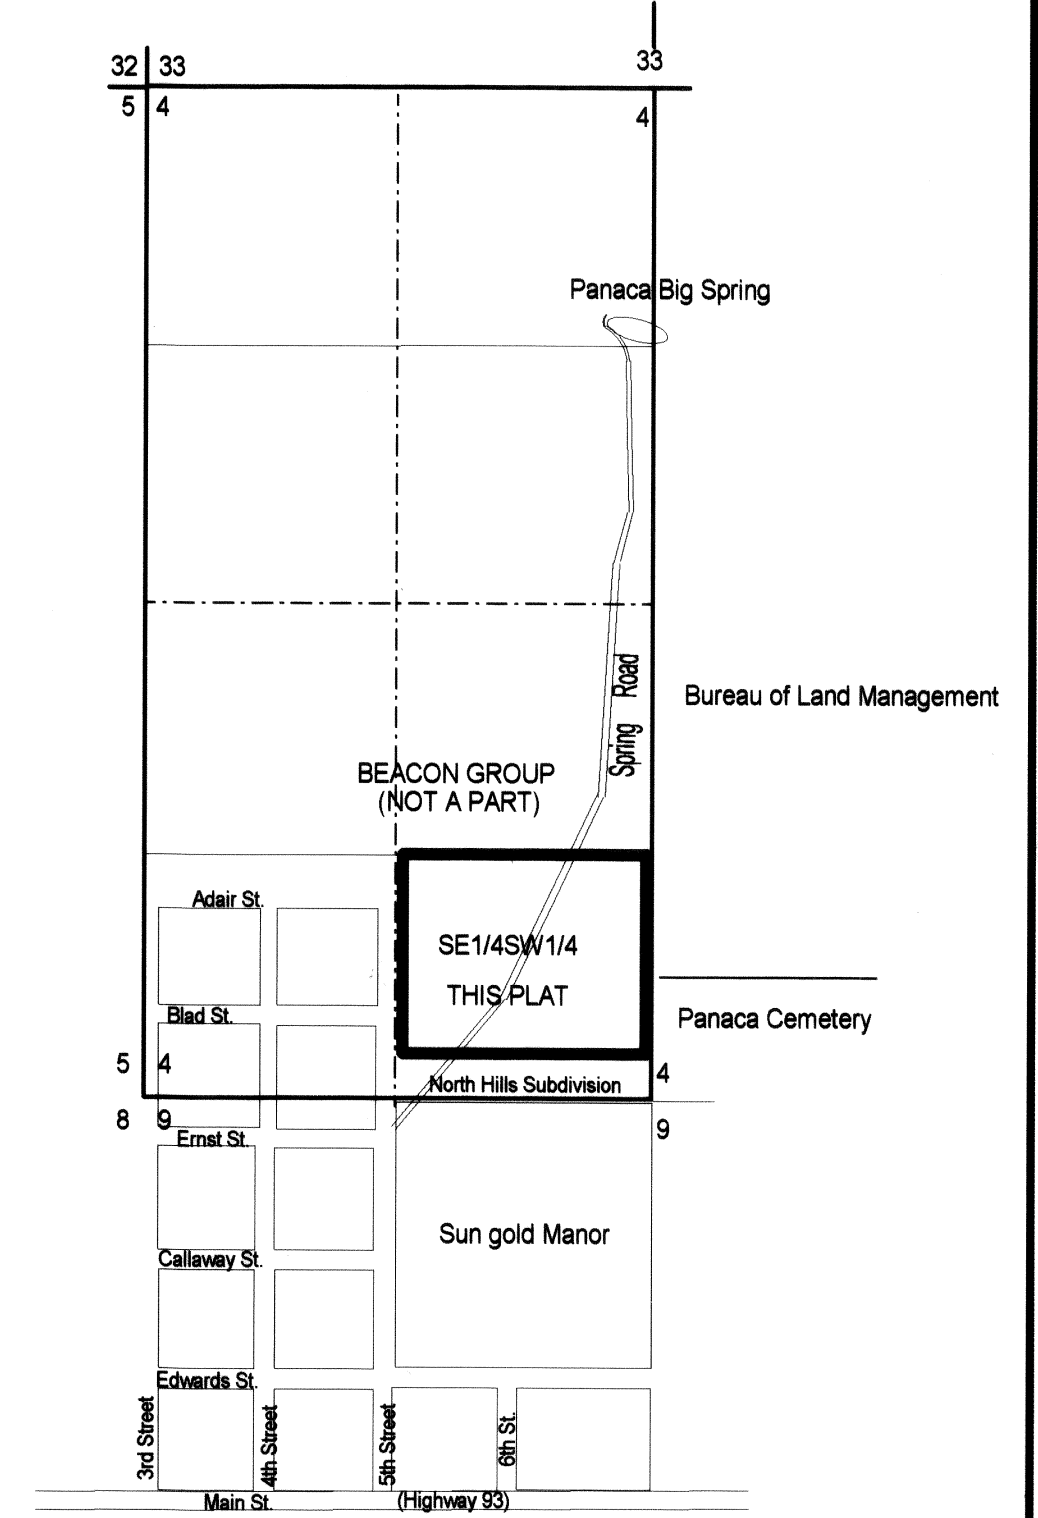 32 33
33
5 4
4
Panaca Big Spring
Spring Road
Bureau of Land Management
BEACON GROUP
(NOT A PART)
Adair St.
SE1/4SW1/4
THIS PLAT
Blad St.
Panaca Cemetery
5 4
4
North Hills Subdivision
8 9
9
Ernst St.
Sun gold Manor
Callaway St.
Edwards St.
3rd Street
4th Street
5th Street
6th St.
Main St. (Highway 93)